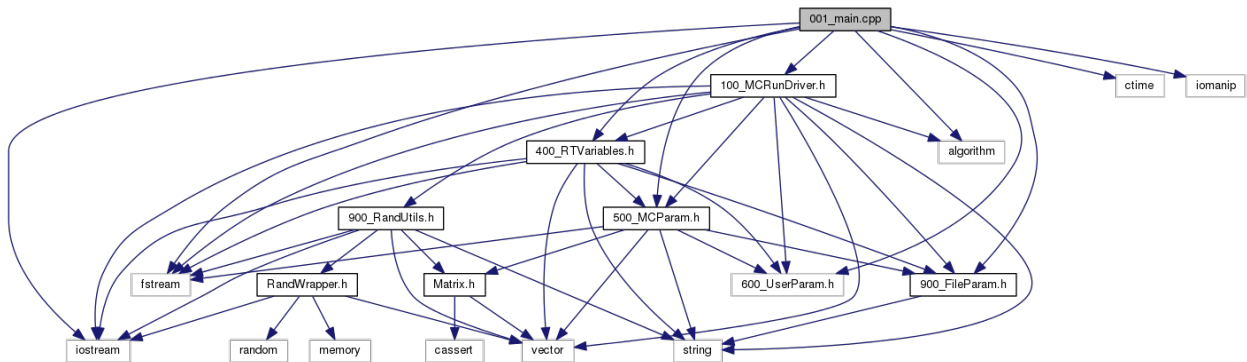 001_main.cpp
100_MCRunDriver.h
ctime
iomanip
400_RTVariables.h
algorithm
900_RandUtils.h
500_MCParam.h
fstream
RandWrapper.h
Matrix.h
600_UserParam.h
900_FileParam.h
iostream
random
memory
cassert
vector
string